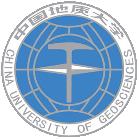 中国地质大学
CHINA UNIVERSITY OF GEOSCIENCES